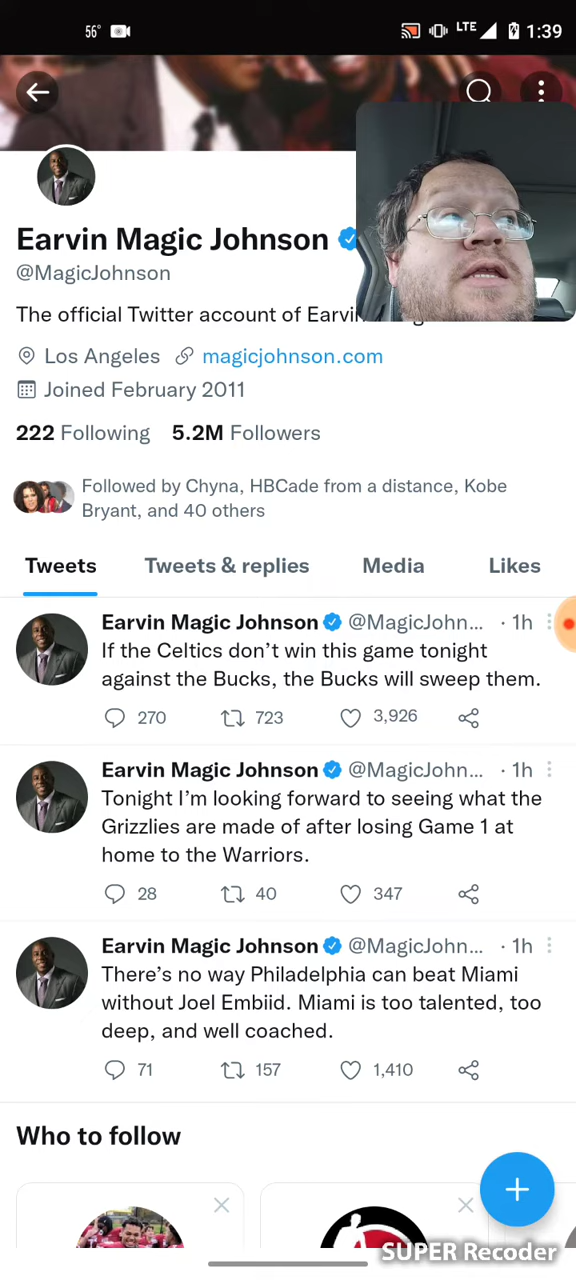 56° LTE 1:39
Earvin Magic Johnson
@MagicJohnson
The official Twitter account of Earvin
Los Angeles magicjohnson.com
Joined February 2011
222 Following 5.2M Followers
Followed by Chyna, HBCade from a distance, Kobe
Bryant, and 40 others
Tweets Tweets & replies Media Likes
Earvin Magic Johnson @MagicJohn... · 1h
If the Celtics don’t win this game tonight
against the Bucks, the Bucks will sweep them.
270 723 3,926
Earvin Magic Johnson @MagicJohn... · 1h
Tonight I’m looking forward to seeing what the
Grizzlies are made of after losing Game 1 at
home to the Warriors.
28 40 347
Earvin Magic Johnson @MagicJohn... · 1h
There’s no way Philadelphia can beat Miami
without Joel Embiid. Miami is too talented, too
deep, and well coached.
71 157 1,410
Who to follow
SUPER Recoder